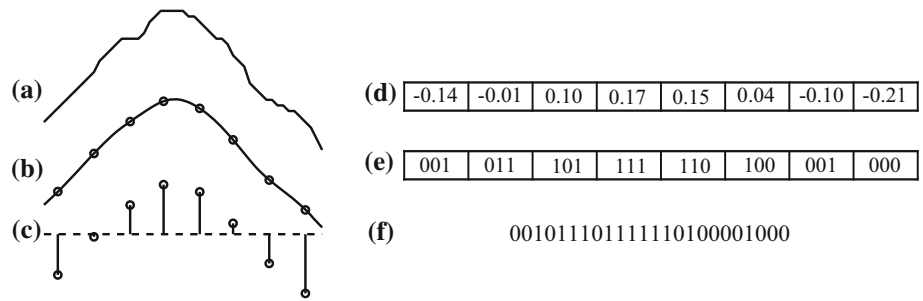 (a)
(b)
(c)
(d) -0.14 -0.01 0.10 0.17 0.15 0.04 -0.10 -0.21
(e) 001 011 101 111 110 100 001 000
(f) 001011101111110100001000